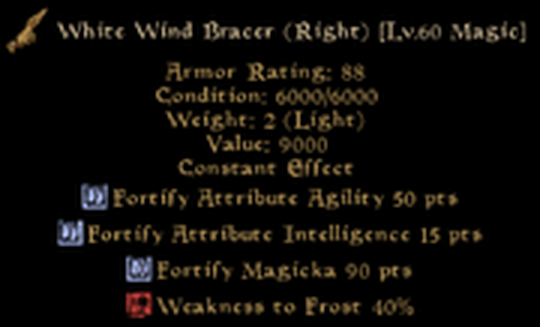 White Wind Bracer (Right) [Lv.60 Magic]
Armor Rating: 88
Condition: 6000/6000
Weight: 2 (Light)
Value: 9000
Constant Effect
Fortify Attribute Agility 50 pts
Fortify Attribute Intelligence 15 pts
Fortify Magicka 90 pts
Weakness to Frost 40%